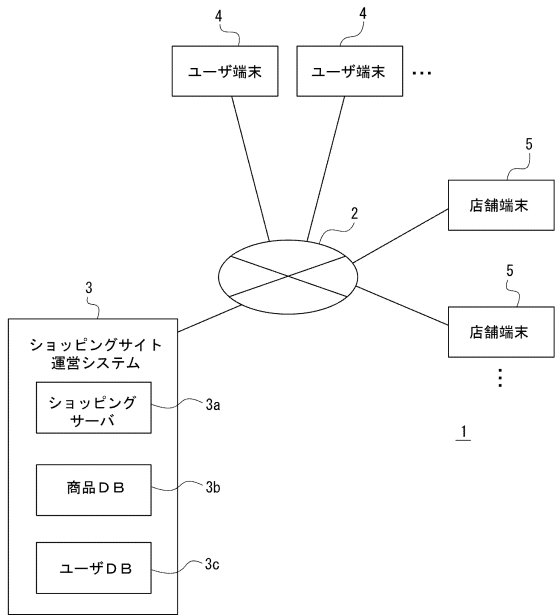 4
4
ユーザ端末
ユーザ端末
…
5
店舗端末
2
5
店舗端末
⋮
3
ショッピングサイト
運営システム
ショッピング
サーバ
3a
1
商品DB
3b
ユーザDB
3c